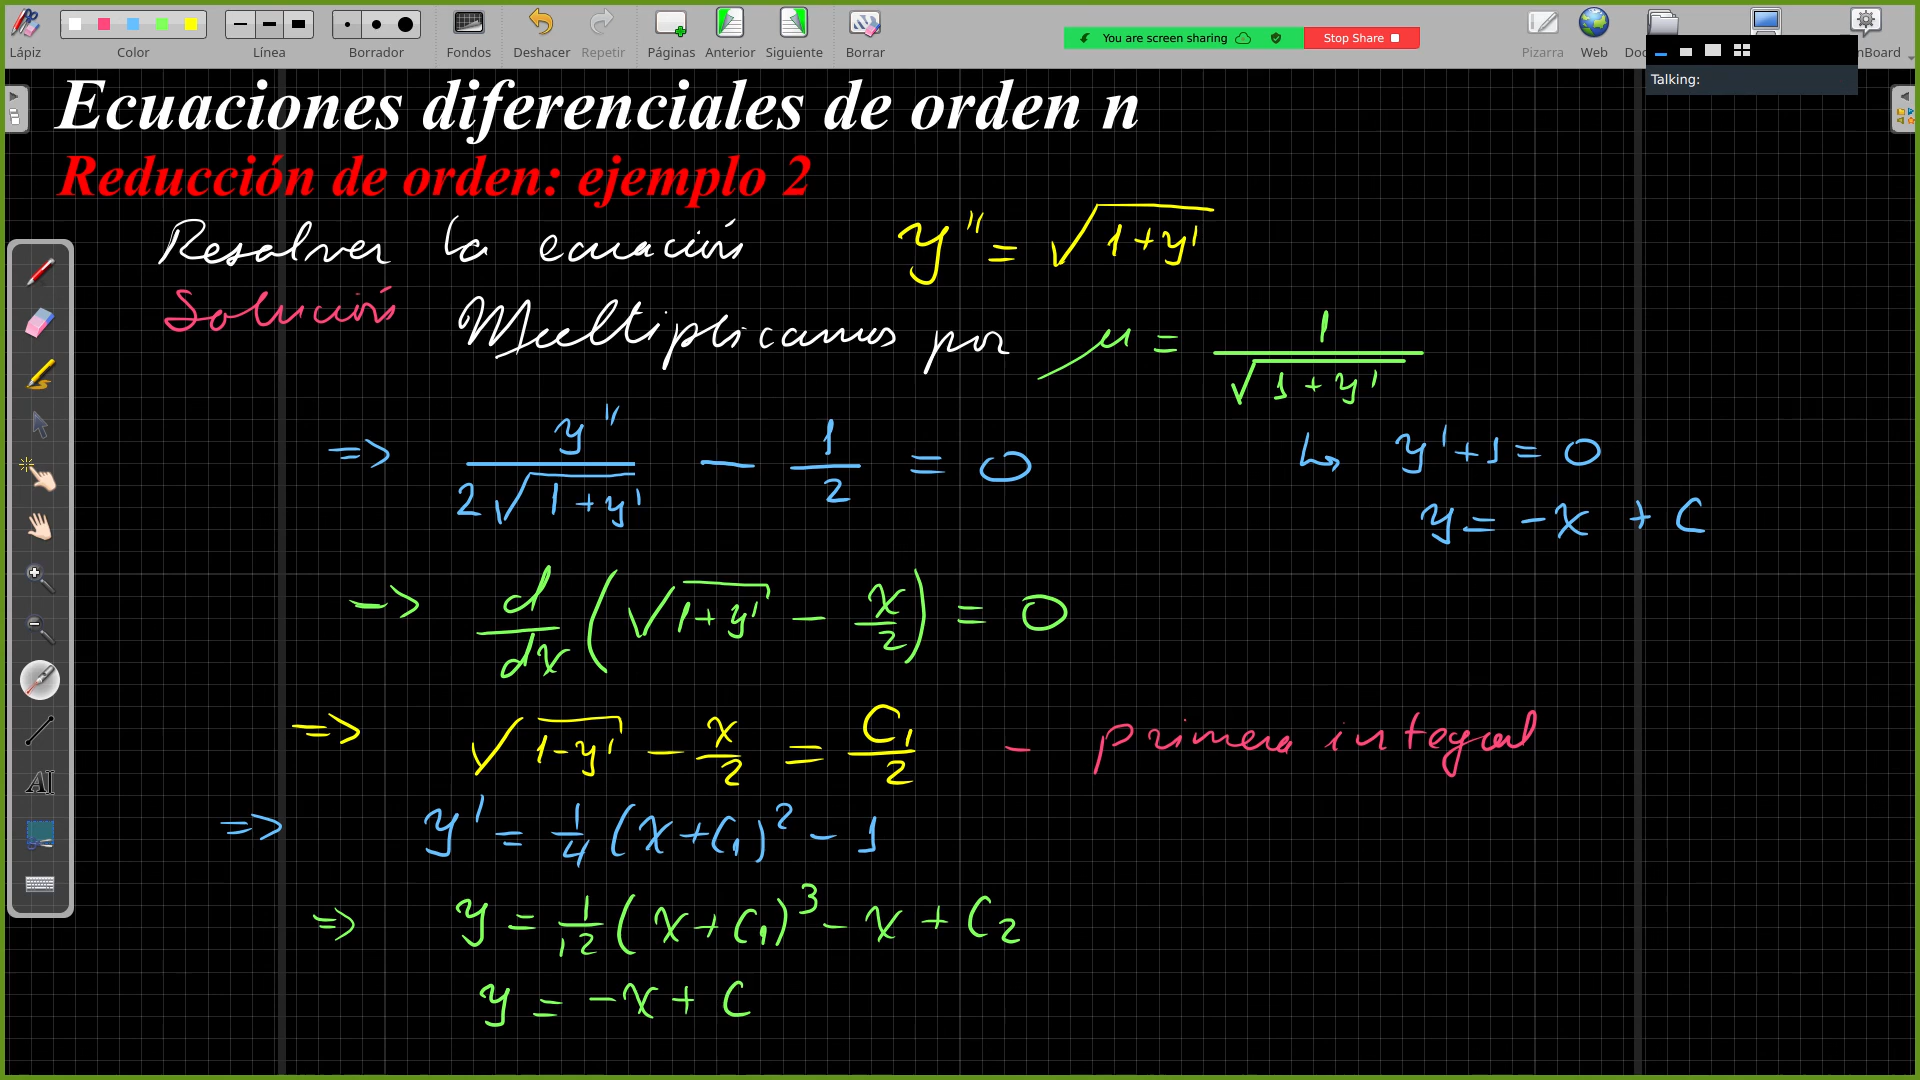 Lápiz Color Línea Borrador Fondos Deshacer Repetir Páginas Anterior Siguiente Borrar You are screen sharing Stop Share Pizarra Web
Talking:
Ecuaciones diferenciales de orden n
Reducción de orden: ejemplo 2
Resolver la ecuación y'' = √(1+y')
Solución Multiplicamos por μ = 1/√(1+y')
=> y''/(2√(1+y')) − 1/2 = 0 ↳ y'+1 = 0
y = −x + C
=> d/dx (√(1+y') − x/2) = 0
=> √(1−y') − x/2 = C₁/2 − primera integral
=> y' = 1/4 (x+C₁)² − 1
=> y = 1/12 (x+C₁)³ − x + C₂
y = −x + C